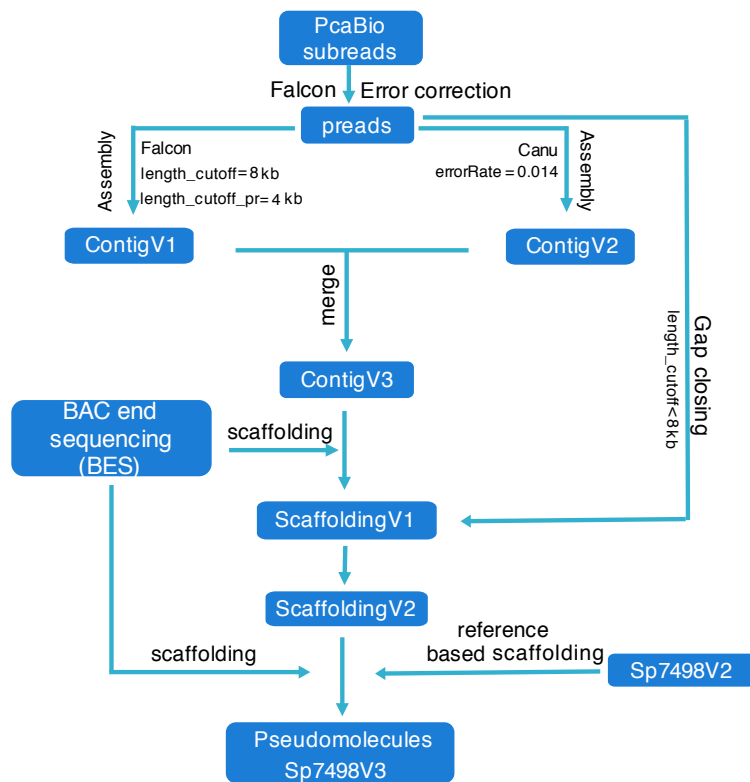 PcaBio
subreads
Falcon Error correction
preads
Assembly
Falcon
length_cutoff=8 kb
length_cutoff_pr=4 kb
Canu
errorRate=0.014
Assembly
ContigV1
ContigV2
merge
Gap closing
length_cutoff<8 kb
ContigV3
BAC end
sequencing
(BES)
scaffolding
ScaffoldingV1
ScaffoldingV2
scaffolding
reference
based scaffolding
Sp7498V2
Pseudomolecules
Sp7498V3